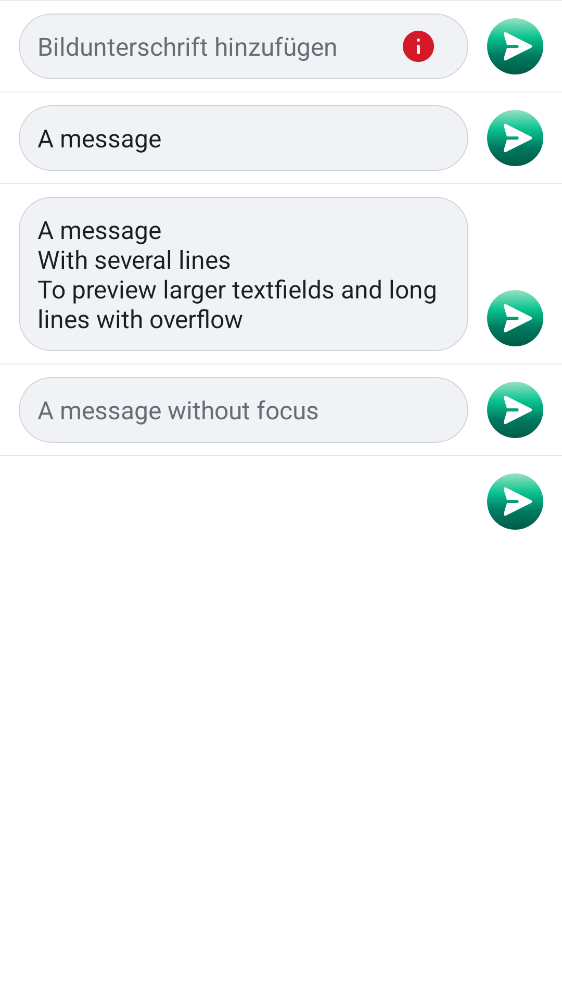 Bildunterschrift hinzufügen
A message
A message
With several lines
To preview larger textfields and long
lines with overflow
A message without focus